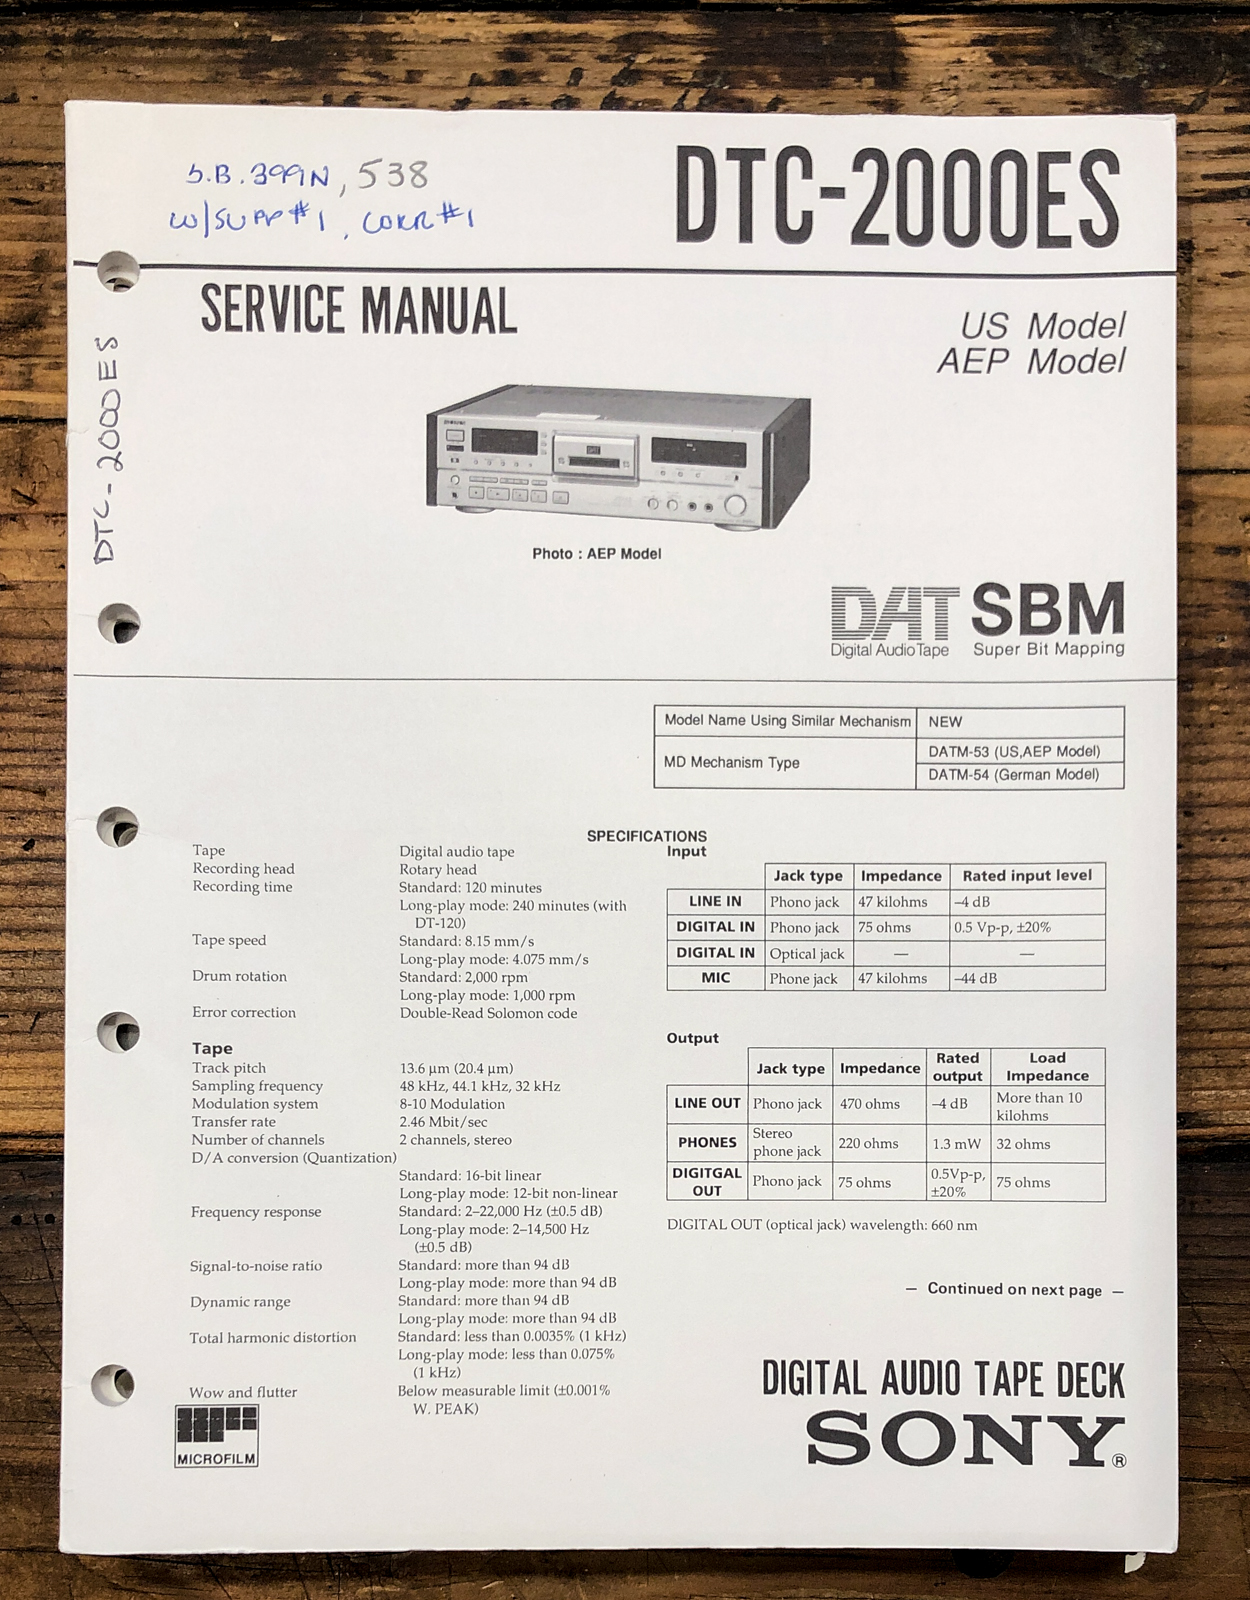 S.B. 399N, 538
W/SUPP#1, CORR#1
DTC-2000ES
DTC-2000ES
SERVICE MANUAL
US Model
AEP Model
Photo : AEP Model
DAT SBM
Digital Audio Tape Super Bit Mapping
Model Name Using Similar Mechanism NEW
MD Mechanism Type DATM-53 (US,AEP Model)
DATM-54 (German Model)
SPECIFICATIONS
Tape Digital audio tape
Recording head Rotary head
Recording time Standard: 120 minutes
Long-play mode: 240 minutes (with
DT-120)
Tape speed Standard: 8.15 mm/s
Long-play mode: 4.075 mm/s
Drum rotation Standard: 2,000 rpm
Long-play mode: 1,000 rpm
Error correction Double-Read Solomon code
Tape
Track pitch 13.6 µm (20.4 µm)
Sampling frequency 48 kHz, 44.1 kHz, 32 kHz
Modulation system 8-10 Modulation
Transfer rate 2.46 Mbit/sec
Number of channels 2 channels, stereo
D/A conversion (Quantization)
Standard: 16-bit linear
Long-play mode: 12-bit non-linear
Frequency response Standard: 2–22,000 Hz (±0.5 dB)
Long-play mode: 2–14,500 Hz
(±0.5 dB)
Signal-to-noise ratio Standard: more than 94 dB
Long-play mode: more than 94 dB
Dynamic range Standard: more than 94 dB
Long-play mode: more than 94 dB
Total harmonic distortion Standard: less than 0.0035% (1 kHz)
Long-play mode: less than 0.075%
(1 kHz)
Wow and flutter Below measurable limit (±0.001%
W. PEAK)
MICROFILM
Input
Jack type Impedance Rated input level
LINE IN Phono jack 47 kilohms –4 dB
DIGITAL IN Phono jack 75 ohms 0.5 Vp-p, ±20%
DIGITAL IN Optical jack — —
MIC Phone jack 47 kilohms –44 dB
Output
Jack type Impedance Rated output Load Impedance
LINE OUT Phono jack 470 ohms –4 dB More than 10 kilohms
PHONES Stereo phone jack 220 ohms 1.3 mW 32 ohms
DIGITGAL OUT Phono jack 75 ohms 0.5Vp-p, ±20% 75 ohms
DIGITAL OUT (optical jack) wavelength: 660 nm
— Continued on next page —
DIGITAL AUDIO TAPE DECK
SONY®